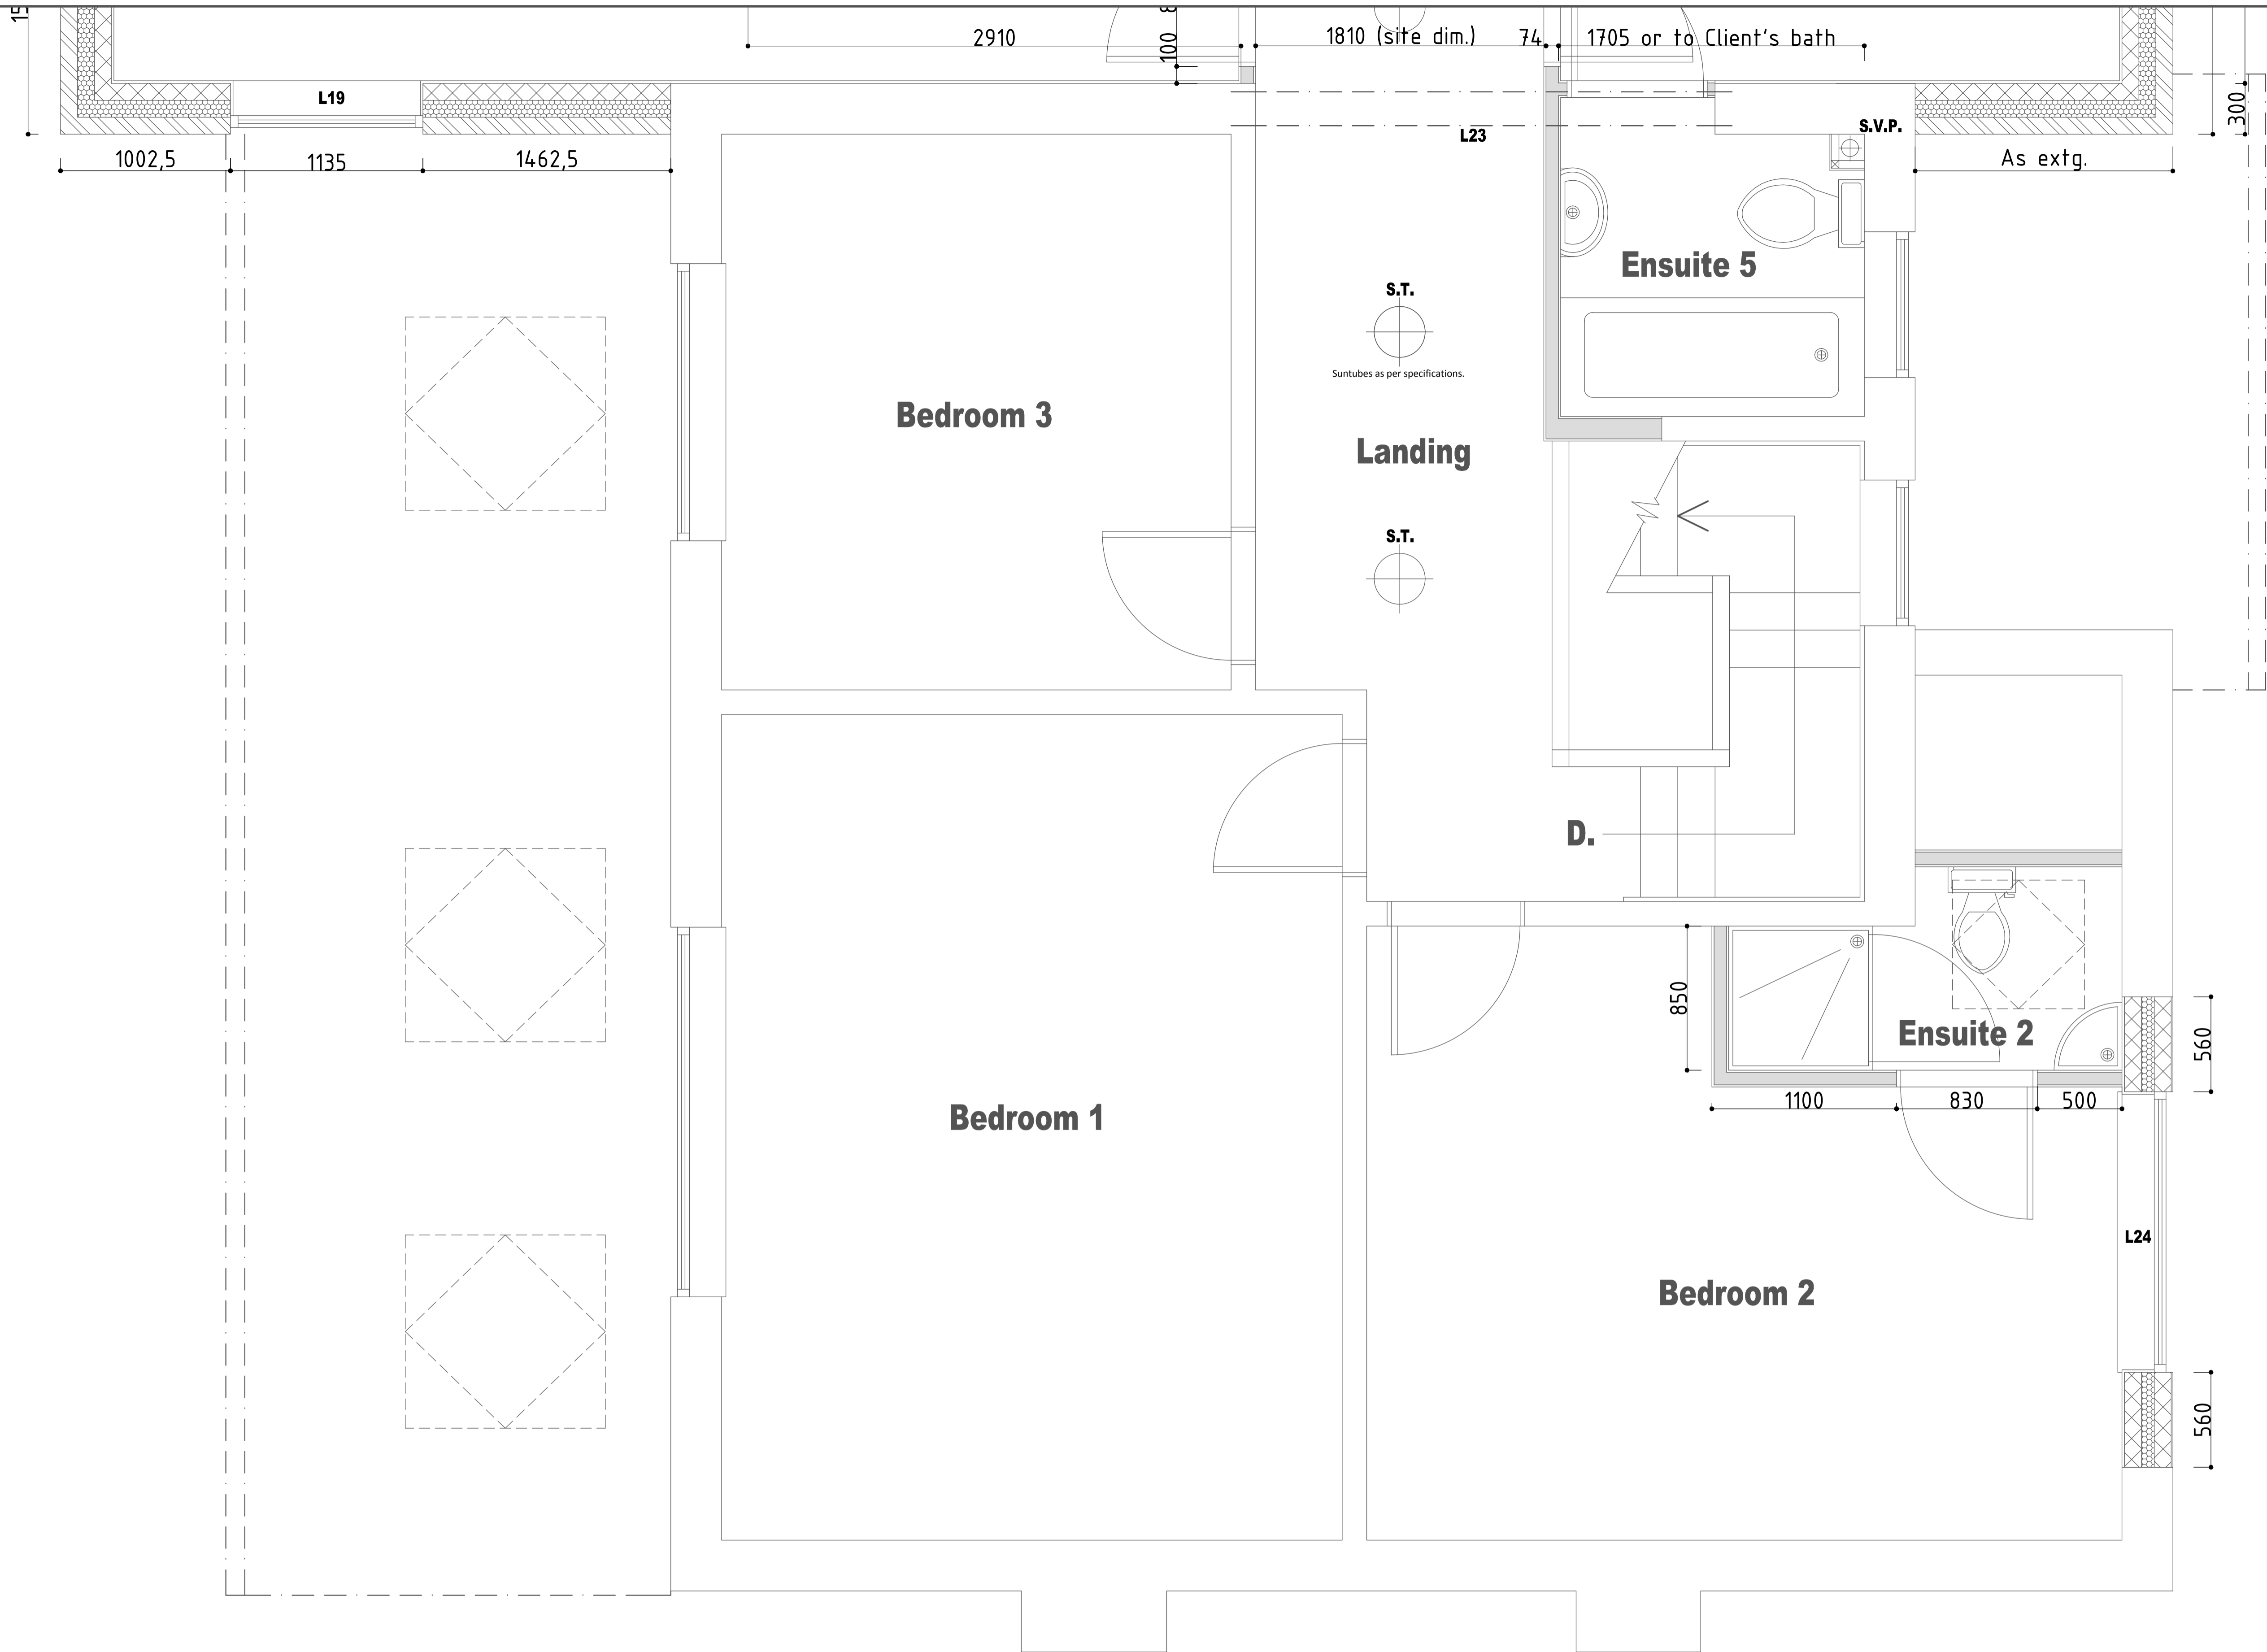 2910
1810 (site dim.)
74
1705 or to Client's bath
100
L19
300
L23
S.V.P.
1002,5
1135
1462,5
As extg.
Ensuite 5
S.T.
Suntubes as per specifications.
Bedroom 3
Landing
S.T.
D.
850
Ensuite 2
560
1100
830
500
Bedroom 1
L24
Bedroom 2
560